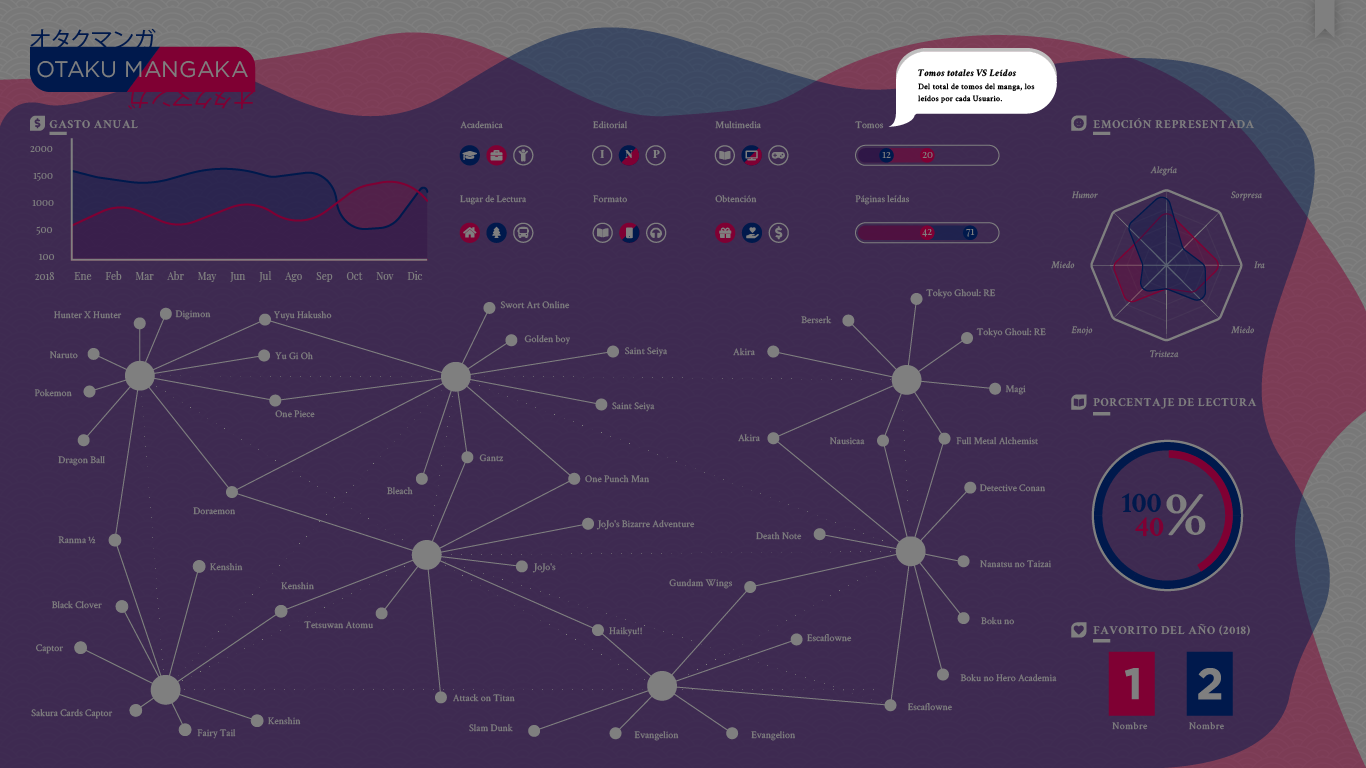 オタクマンガ
OTAKU MANGAKA
Tomos totales VS Leídos
Del total de tomos del manga, los
leídos por cada Usuario.
$ GASTO ANUAL
2000
1500
1000
500
100
2018 Ene Feb Mar Abr May Jun Jul Ago Sep Oct Nov Dic
Academica
Editorial
I N P
Multimedia
Tomos
12 20
Lugar de Lectura
Formato
Obtención
$
Páginas leídas
42 71
EMOCIÓN REPRESENTADA
Alegría
Sorpresa
Ira
Miedo
Tristeza
Enojo
Miedo
Humor
Hunter X Hunter
Digimon
Yuyu Hakusho
Naruto
Yu Gi Oh
Pokemon
One Piece
Dragon Ball
Doraemon
Ranma ½
Swort Art Online
Golden boy
Saint Seiya
Saint Seiya
Gantz
Bleach
One Punch Man
JoJo's Bizarre Adventure
JoJo's
Kenshin
Kenshin
Tetsuwan Atomu
Haikyu!!
Attack on Titan
Black Clover
Captor
Sakura Cards Captor
Fairy Tail
Kenshin
Tokyo Ghoul: RE
Berserk
Tokyo Ghoul: RE
Akira
Magi
Akira
Nausicaa
Full Metal Alchemist
Detective Conan
Death Note
Nanatsu no Taizai
Gundam Wings
Boku no
Escaflowne
Boku no Hero Academia
Escaflowne
Slam Dunk
Evangelion
Evangelion
PORCENTAJE DE LECTURA
100
40
%
FAVORITO DEL AÑO (2018)
1 2
Nombre Nombre